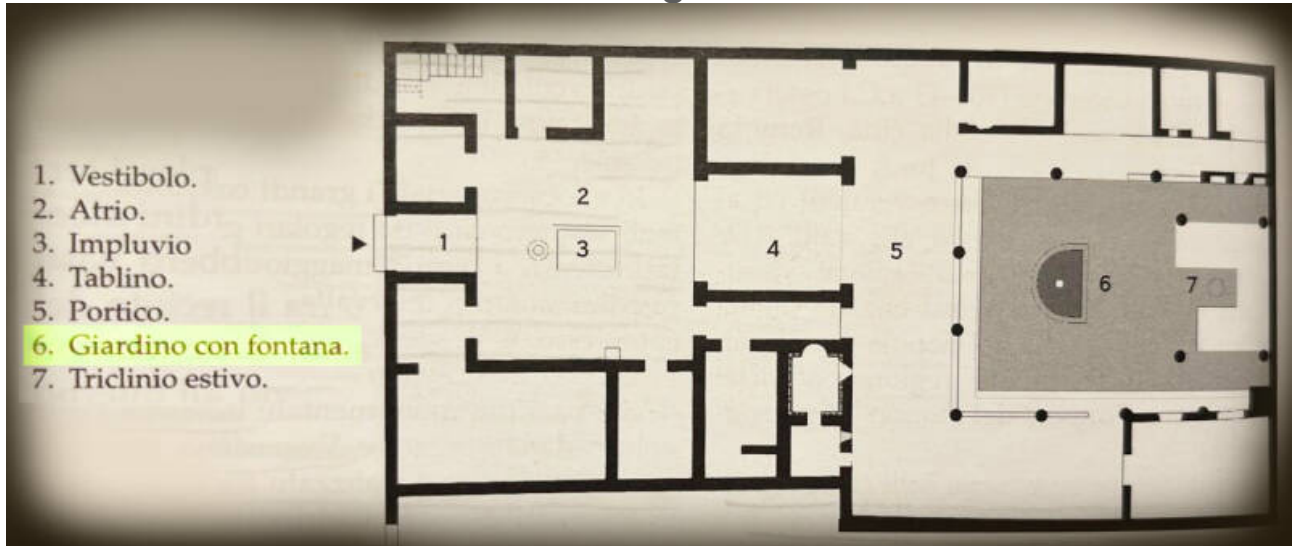 1. Vestibolo.
2. Atrio.
3. Impluvio
4. Tablino.
5. Portico.
6. Giardino con fontana.
7. Triclinio estivo.
1
2
3
4
5
6
7